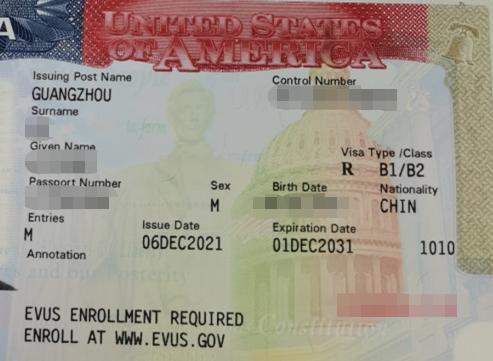 A
UNITED STATES
OF AMERICA
Issuing Post Name
GUANGZHOU
Control Number
Surname
Given Name
Visa Type /Class
R B1/B2
Passport Number
Sex
M
Birth Date
Nationality
CHIN
Entries
M
Issue Date
06DEC2021
Expiration Date
01DEC2031
1010
Annotation
EVUS ENROLLMENT REQUIRED
ENROLL AT WWW.EVUS.GOV
Constitution